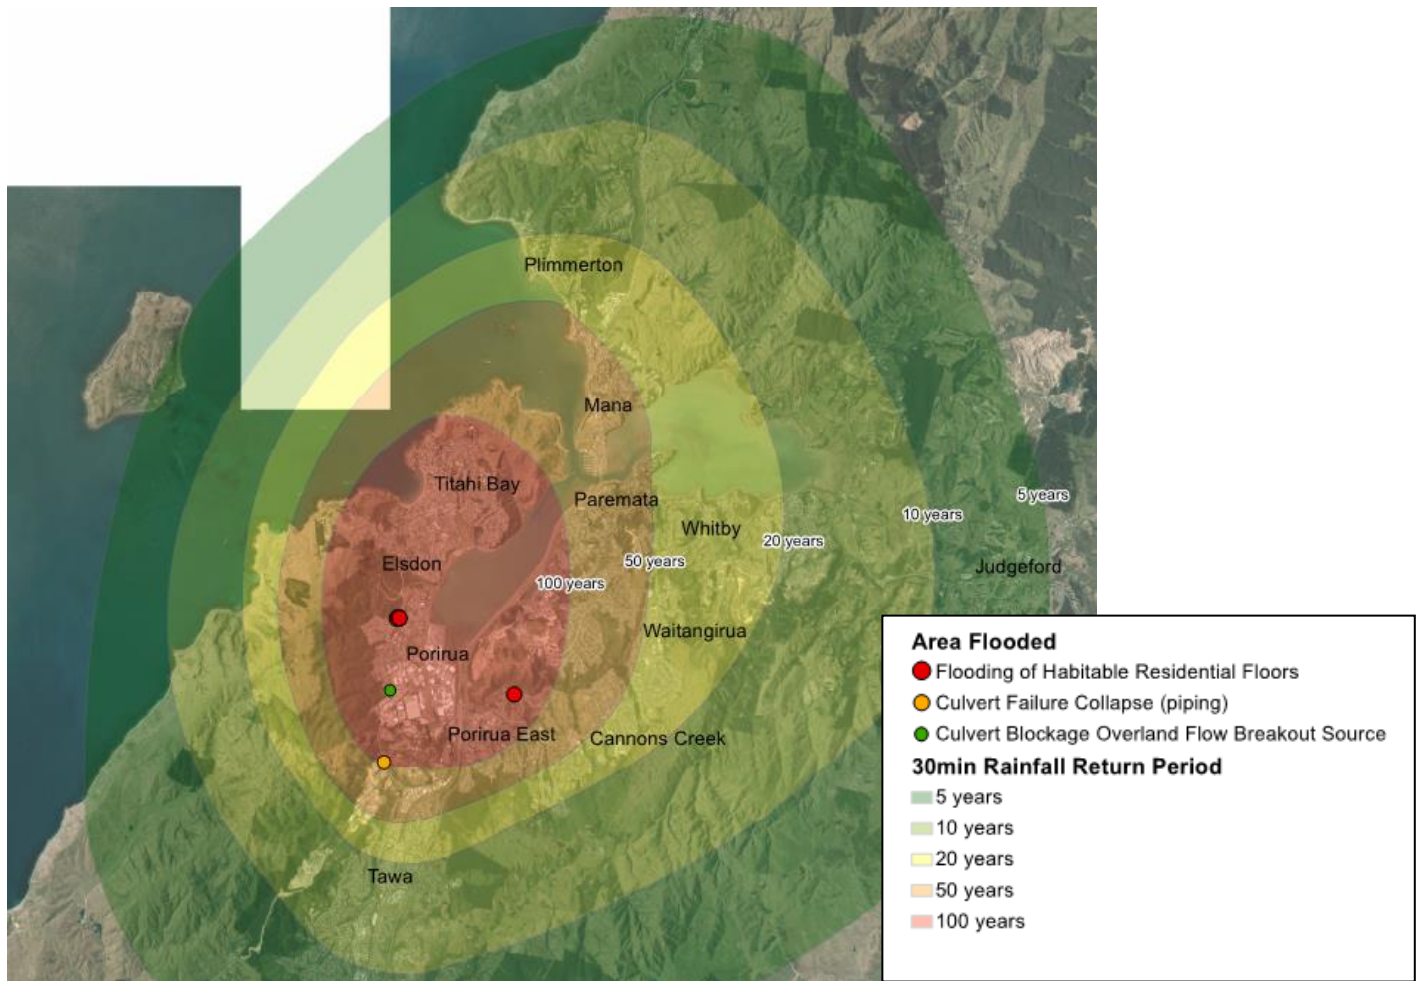 Plimmerton
Mana
Titahi Bay
Paremata
5 years
10 years
Whitby
20 years
50 years
Elsdon
Judgeford
100 years
Waitangirua
Porirua
Porirua East
Cannons Creek
Tawa
Area Flooded
Flooding of Habitable Residential Floors
Culvert Failure Collapse (piping)
Culvert Blockage Overland Flow Breakout Source
30min Rainfall Return Period
5 years
10 years
20 years
50 years
100 years